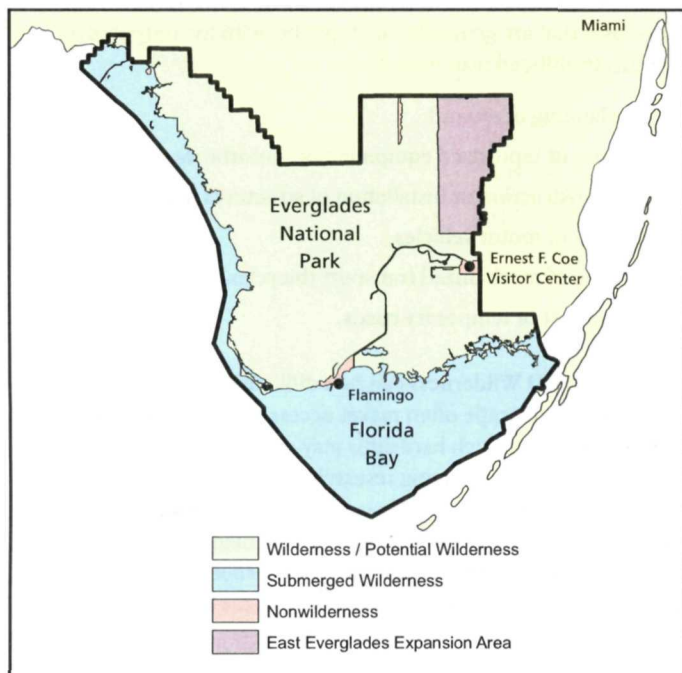 Miami
Everglades
National
Park
Ernest F. Coe
Visitor Center
Flamingo
Florida
Bay
Wilderness / Potential Wilderness
Submerged Wilderness
Nonwilderness
East Everglades Expansion Area